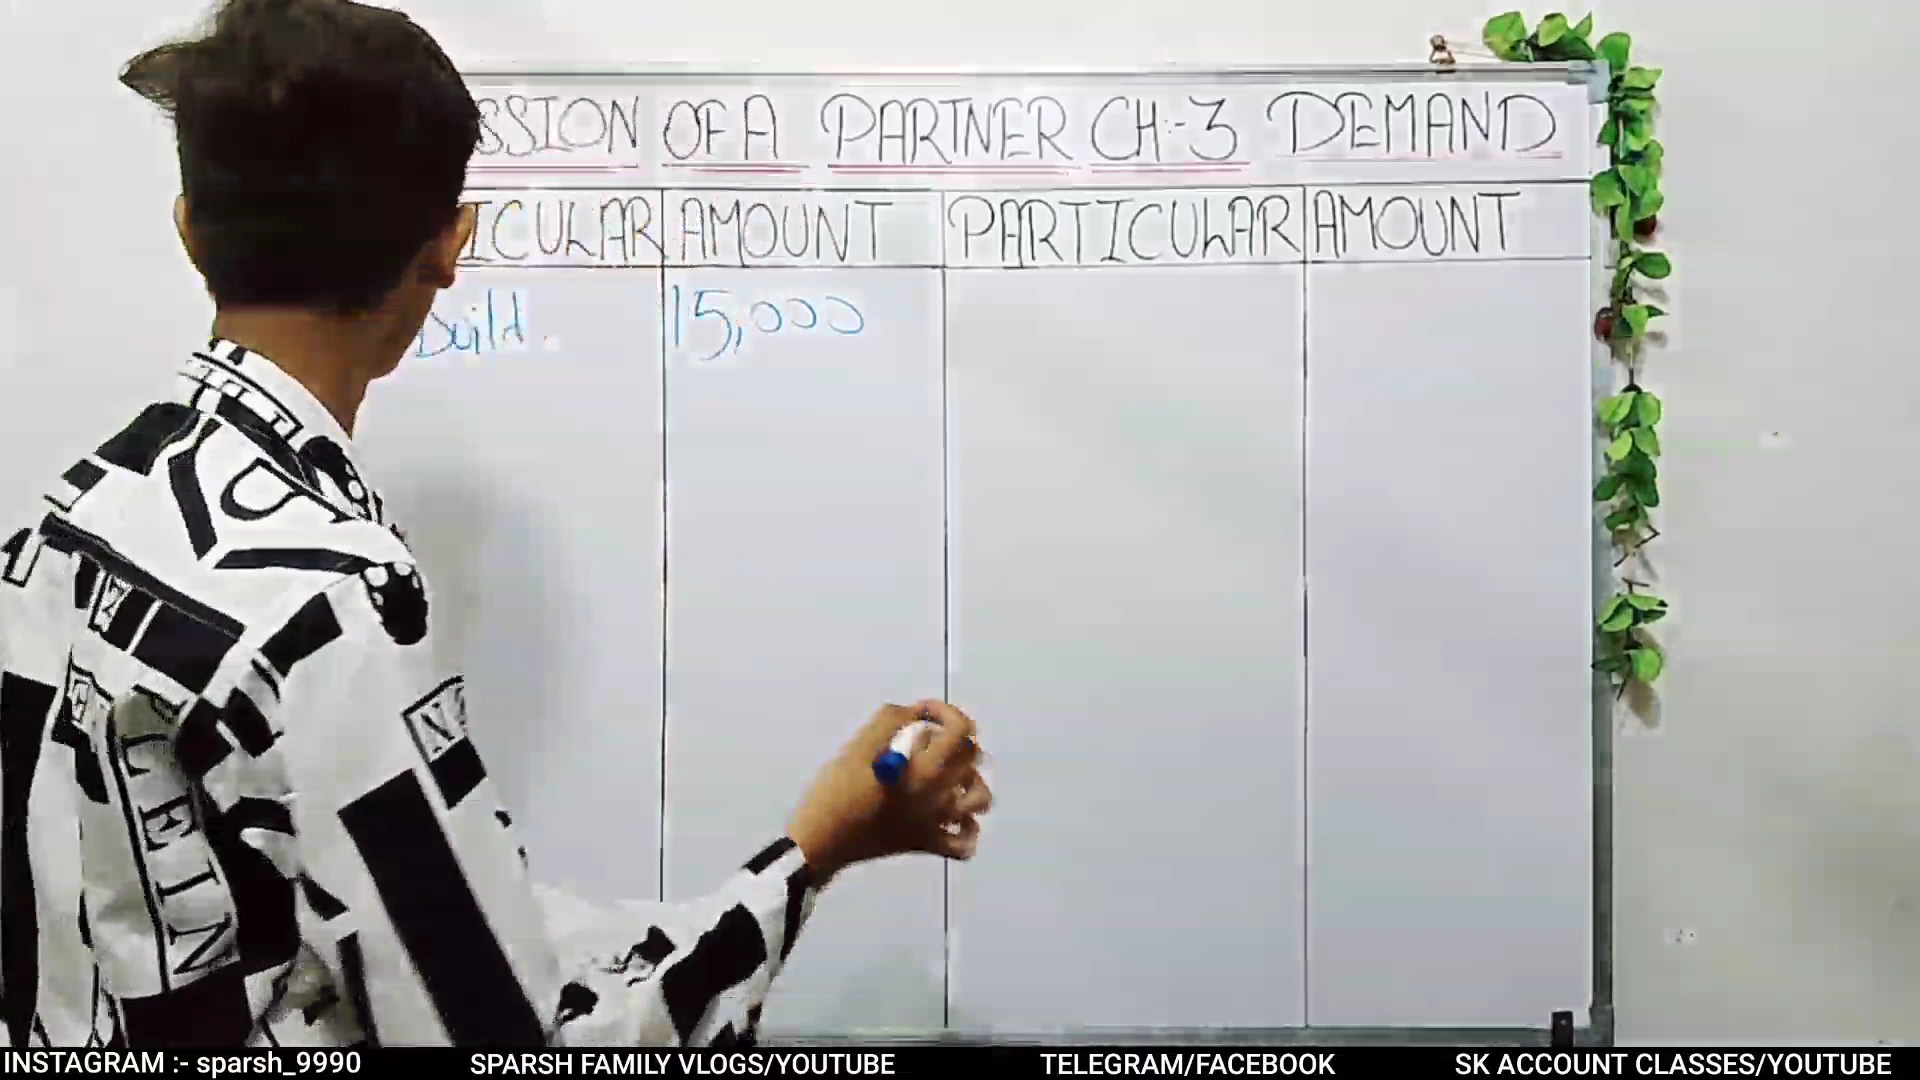 SSION OF A PARTNER CH-3 DEMAND
ICULAR AMOUNT PARTICULAR AMOUNT
Build. 15,000
LEIN
INSTAGRAM :- sparsh_9990 SPARSH FAMILY VLOGS/YOUTUBE TELEGRAM/FACEBOOK SK ACCOUNT CLASSES/YOUTUBE